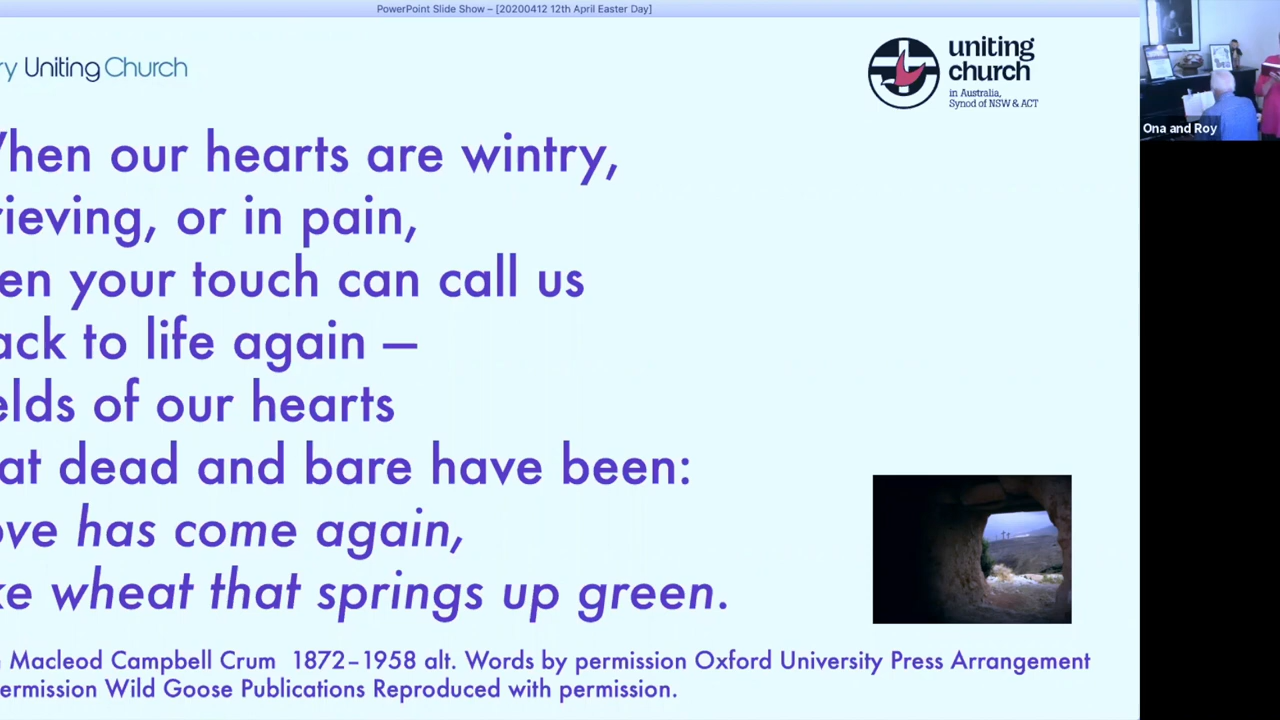 PowerPoint Slide Show – [20200412 12th April Easter Day]
ry Uniting Church
uniting
church
in Australia,
Synod of NSW & ACT
Ona and Roy
hen our hearts are wintry,
ieving, or in pain,
en your touch can call us
ack to life again –
elds of our hearts
at dead and bare have been:
ove has come again,
ke wheat that springs up green.
Macleod Campbell Crum 1872–1958 alt. Words by permission Oxford University Press Arrangement
ermission Wild Goose Publications Reproduced with permission.